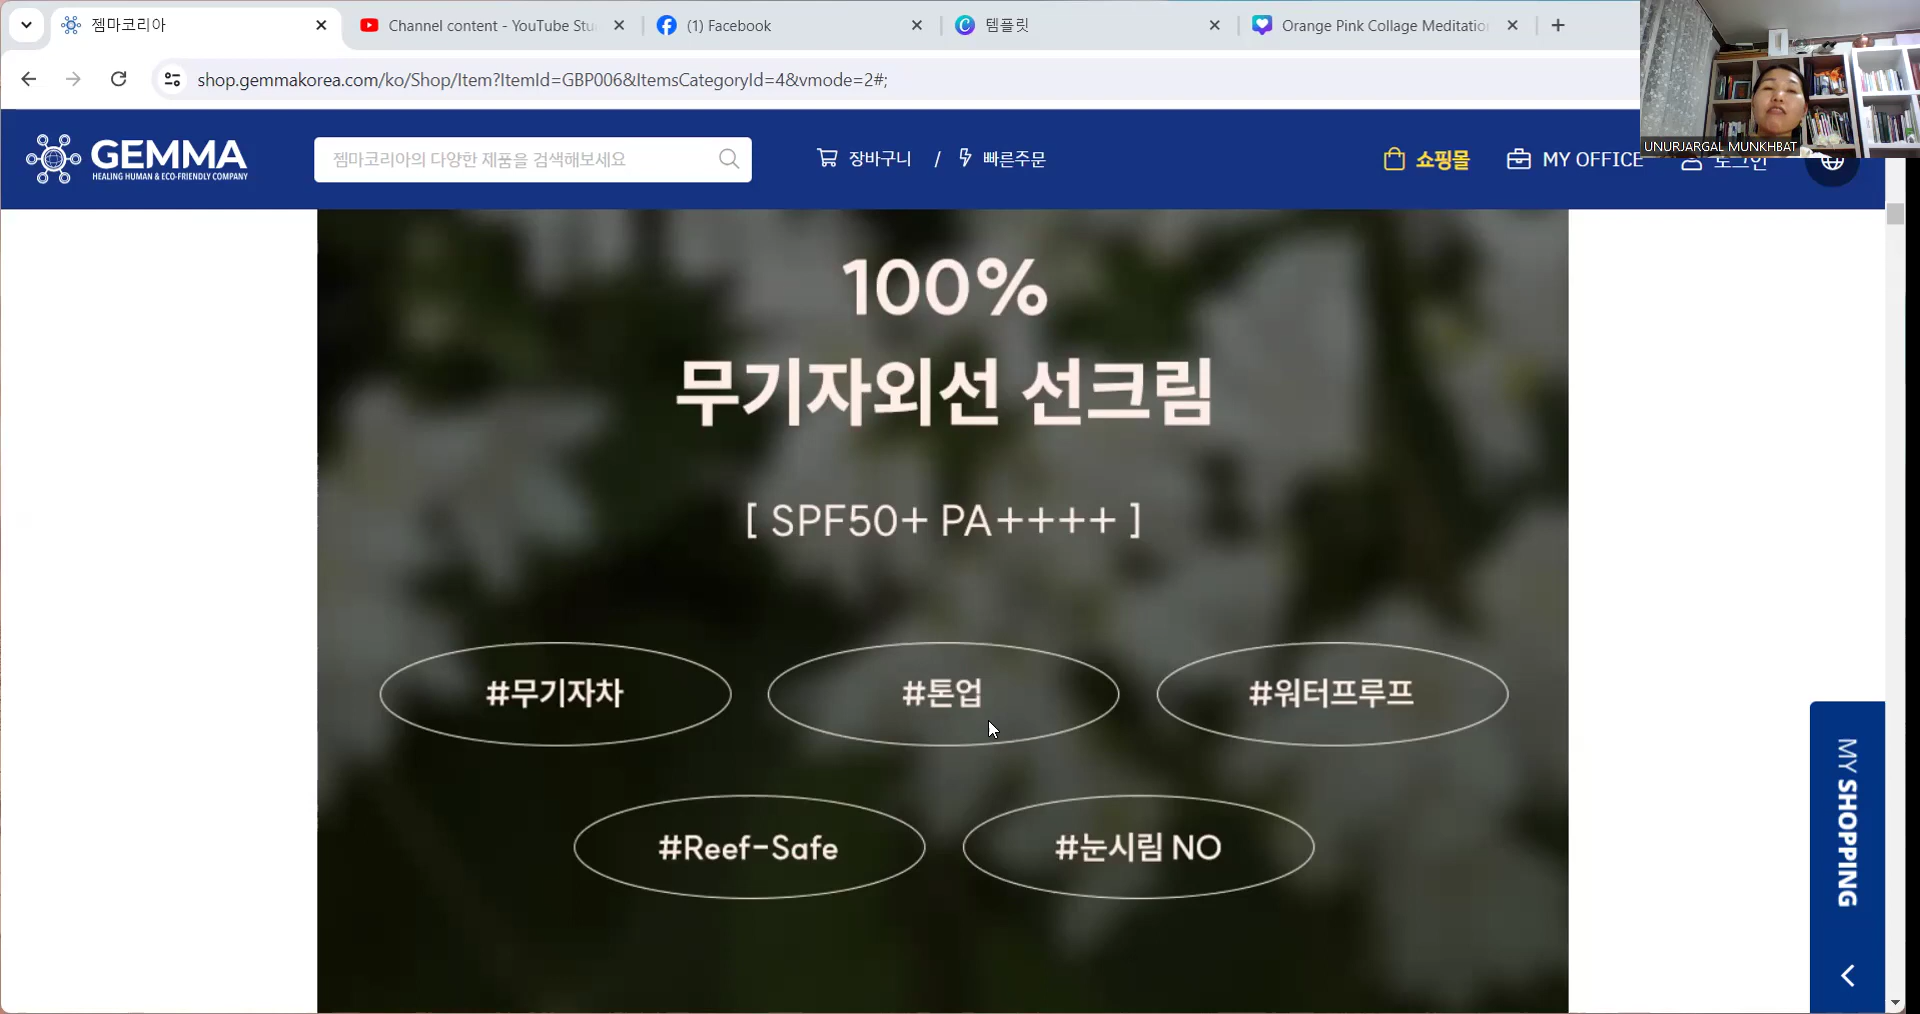 젬마코리아
Channel content - YouTube Stu
(1) Facebook
템플릿
Orange Pink Collage Meditatio
shop.gemmakorea.com/ko/Shop/Item?ItemId=GBP006&ItemsCategoryId=4&vmode=2#;
UNURJARGAL MUNKHBAT
GEMMA
HEALING HUMAN & ECO-FRIENDLY COMPANY
젬마코리아의 다양한 제품을 검색해보세요
장바구니 / 빠른주문
쇼핑몰
MY OFFICE
로그인
100%
무기자외선 선크림
[ SPF50+ PA++++ ]
#무기자차
#톤업
#워터프루프
#Reef-Safe
#눈시림 NO
MY SHOPPING